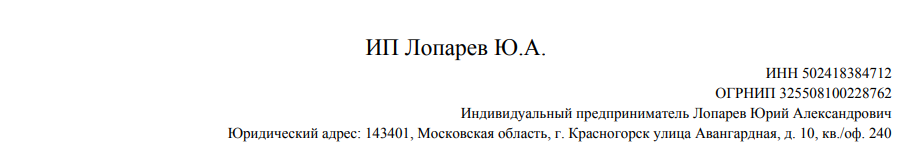 ИП Лопарев Ю.А.
ИНН 502418384712
ОГРНИП 325508100228762
Индивидуальный предприниматель Лопарев Юрий Александрович
Юридический адрес: 143401, Московская область, г. Красногорск улица Авангардная, д. 10, кв./оф. 240